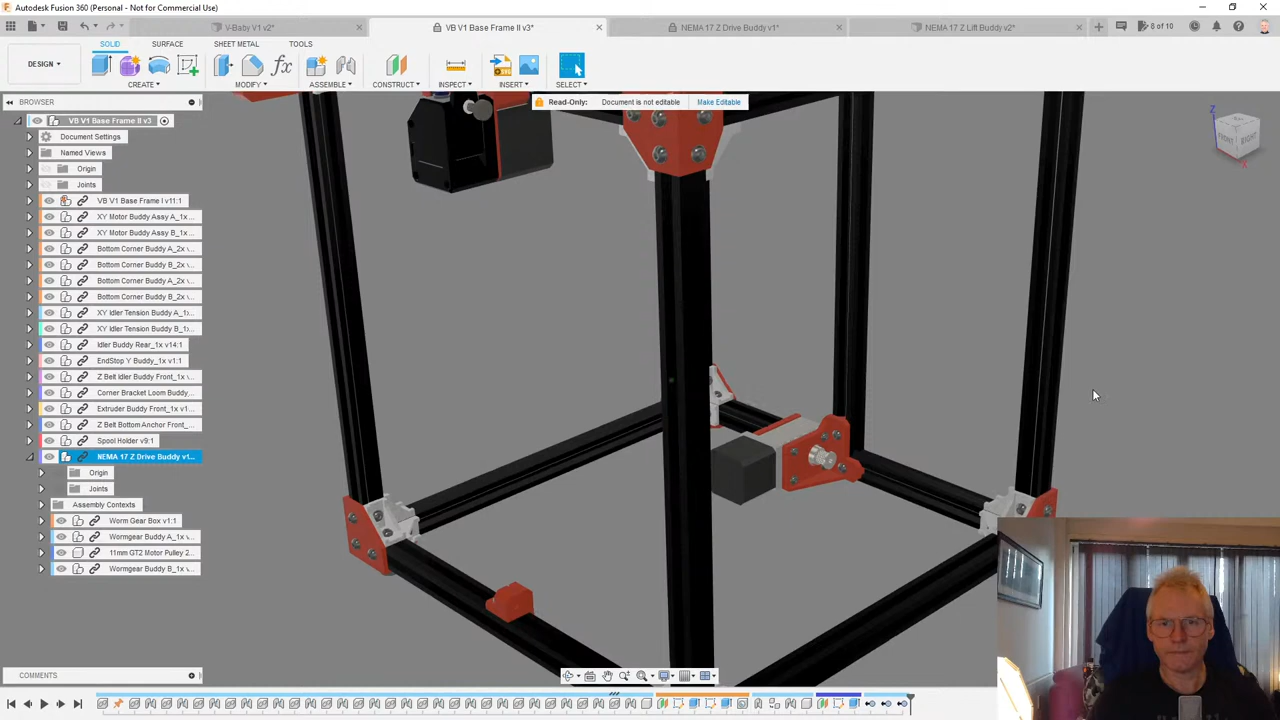 Autodesk Fusion 360 (Personal - Not for Commercial Use)
V-Baby V1 v2*
VB V1 Base Frame II v3*
NEMA 17 Z Drive Buddy v1*
NEMA 17 Z Lift Buddy v2*
8 of 10
SOLID SURFACE SHEET METAL TOOLS
DESIGN
CREATE MODIFY ASSEMBLE CONSTRUCT INSPECT INSERT SELECT
BROWSER
Read-Only: Document is not editable Make Editable
VB V1 Base Frame II v3
Document Settings
Named Views
Origin
Joints
VB V1 Base Frame I v11:1
XY Motor Buddy Assy A_1x ...
XY Motor Buddy Assy B_1x ...
Bottom Corner Buddy A_2x v...
Bottom Corner Buddy B_2x v...
Bottom Corner Buddy A_2x v...
Bottom Corner Buddy B_2x v...
XY Idler Tension Buddy A_1x ...
XY Idler Tension Buddy B_1x ...
Idler Buddy Rear_1x v14:1
EndStop Y Buddy_1x v1:1
Z Belt Idler Buddy Front_1x v...
Corner Bracket Loom Buddy...
Extruder Buddy Front_1x v1...
Z Belt Bottom Anchor Front_...
Spool Holder v9:1
NEMA 17 Z Drive Buddy v1...
Origin
Joints
Assembly Contexts
Worm Gear Box v1:1
Wormgear Buddy A_1x v...
11mm GT2 Motor Pulley 2...
Wormgear Buddy B_1x v...
Z
FRONT RIGHT
X
COMMENTS